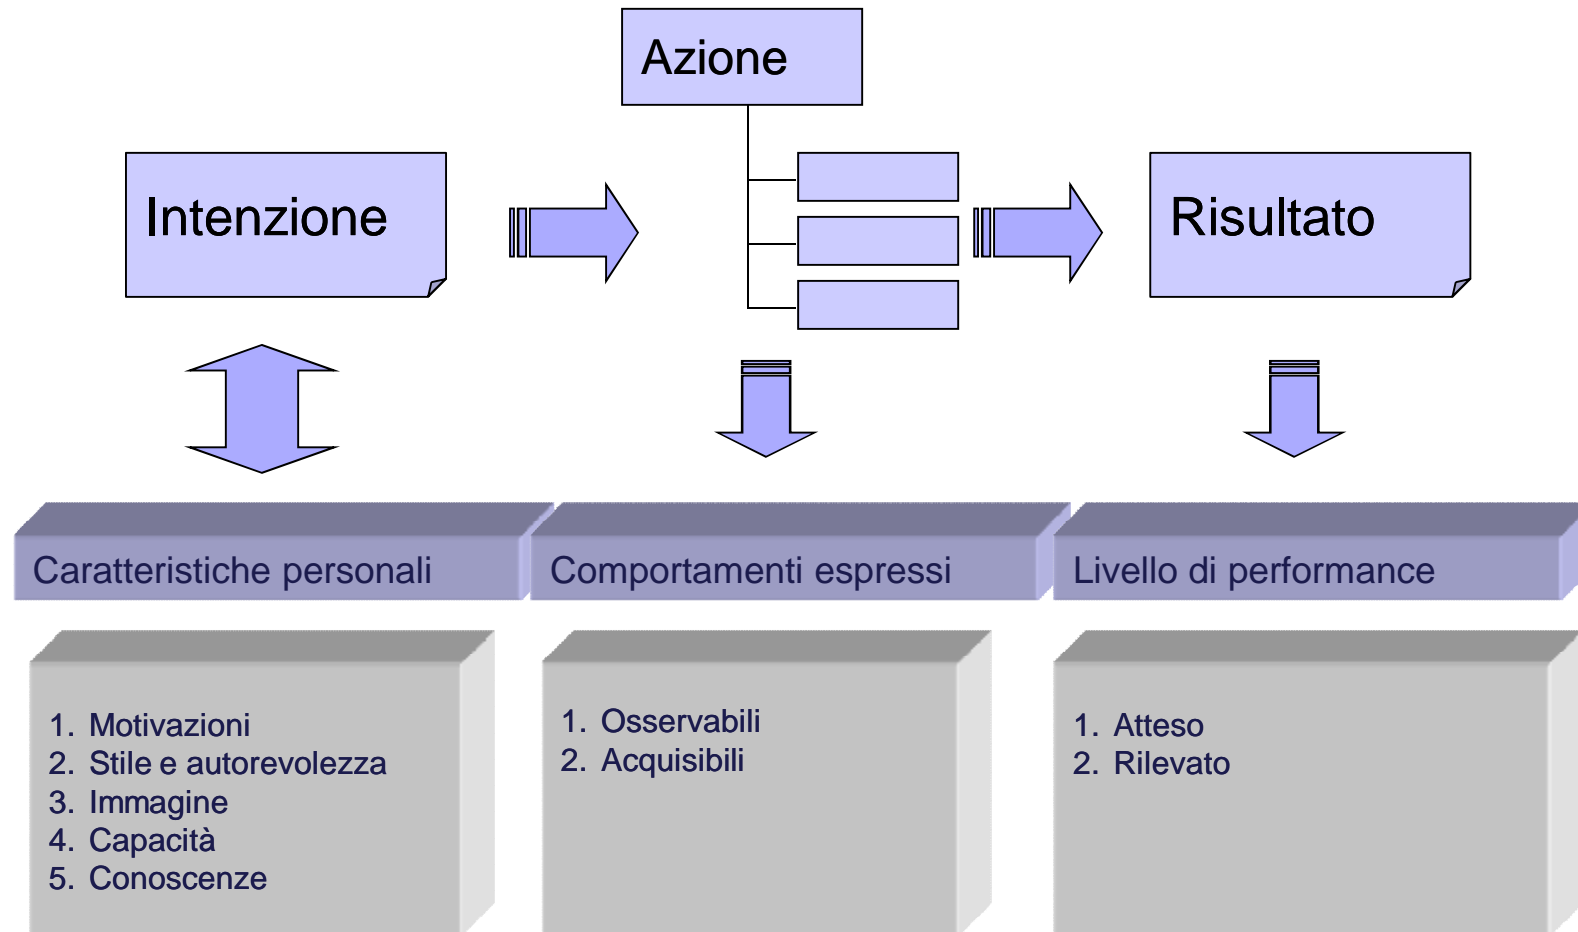 Azione
Intenzione
Risultato
Caratteristiche personali
Comportamenti espressi
Livello di performance
1. Motivazioni
2. Stile e autorevolezza
3. Immagine
4. Capacità
5. Conoscenze
1. Osservabili
2. Acquisibili
1. Atteso
2. Rilevato